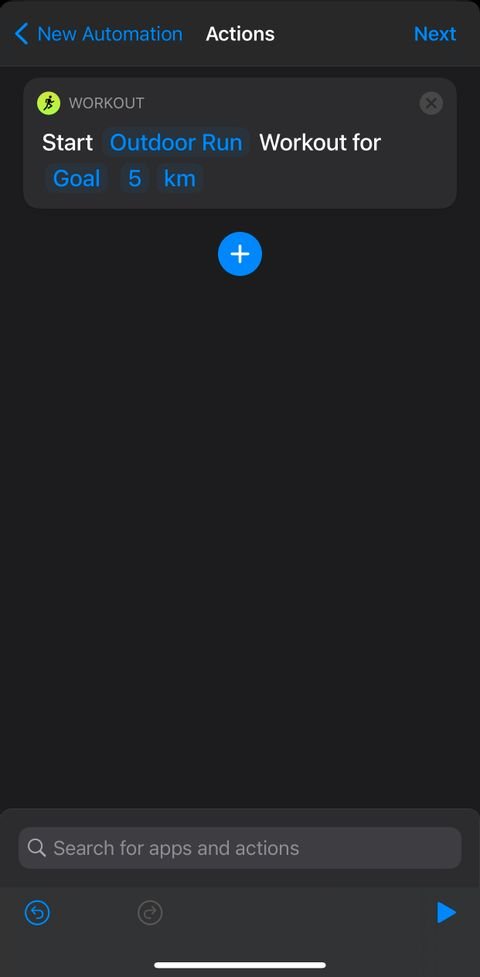 New Automation Actions Next
WORKOUT
Start Outdoor Run Workout for
Goal 5 km
Search for apps and actions